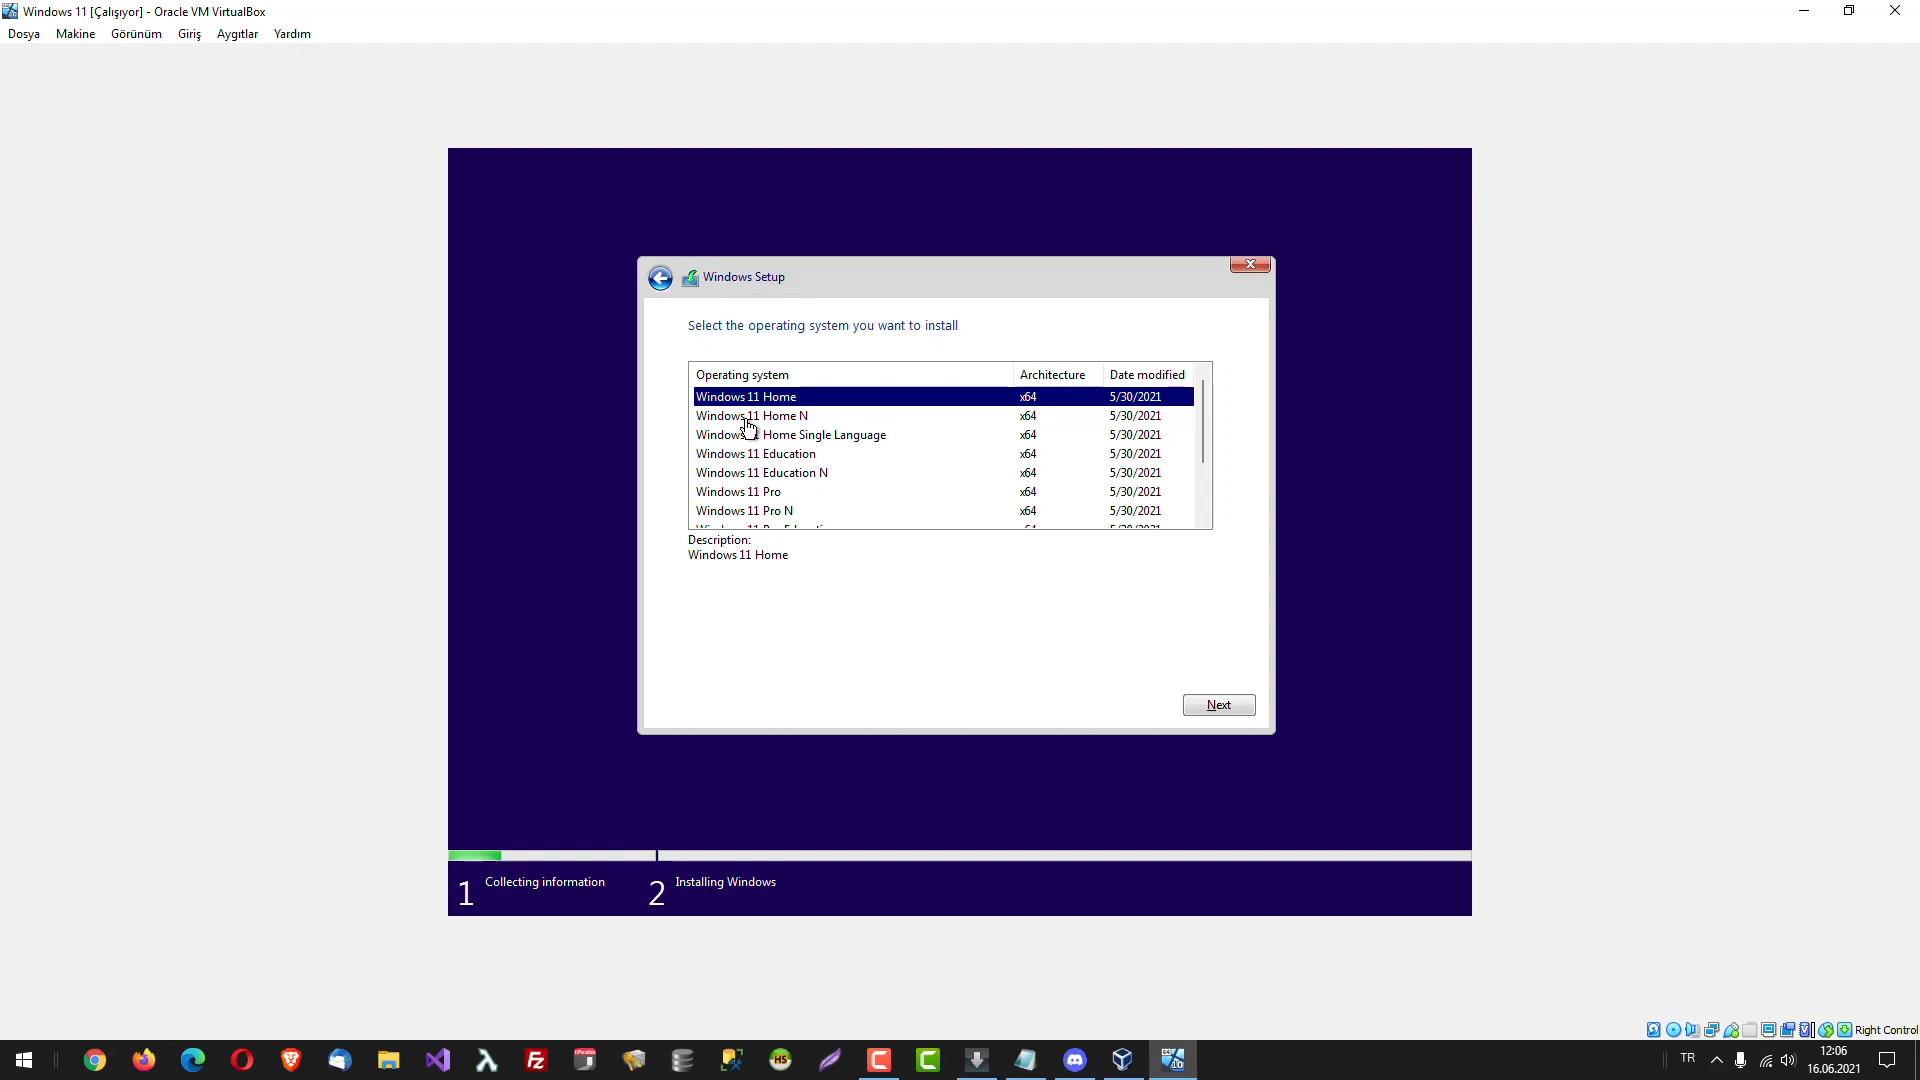 Windows 11 [Çalışıyor] - Oracle VM VirtualBox
Dosya Makine Görünüm Giriş Aygıtlar Yardım
Windows Setup
Select the operating system you want to install
Operating system Architecture Date modified
Windows 11 Home x64 5/30/2021
Windows 11 Home N x64 5/30/2021
Windows 11 Home Single Language x64 5/30/2021
Windows 11 Education x64 5/30/2021
Windows 11 Education N x64 5/30/2021
Windows 11 Pro x64 5/30/2021
Windows 11 Pro N x64 5/30/2021
Description:
Windows 11 Home
Next
1 Collecting information 2 Installing Windows
Right Control
TR 12:06
16.06.2021